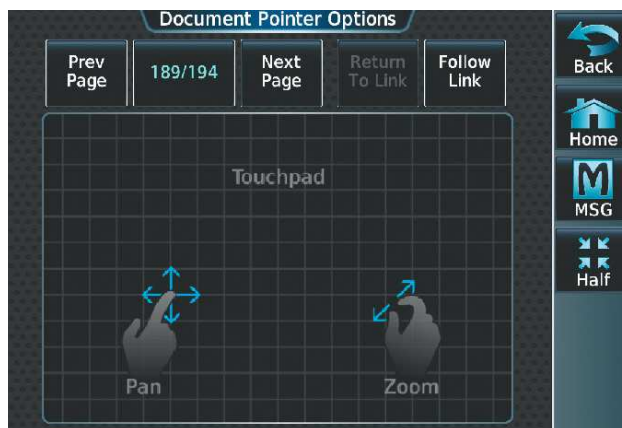 Document Pointer Options
Prev
Page
189/194
Next
Page
Return
To Link
Follow
Link
Back
Home
MSG
Half
Touchpad
Pan
Zoom